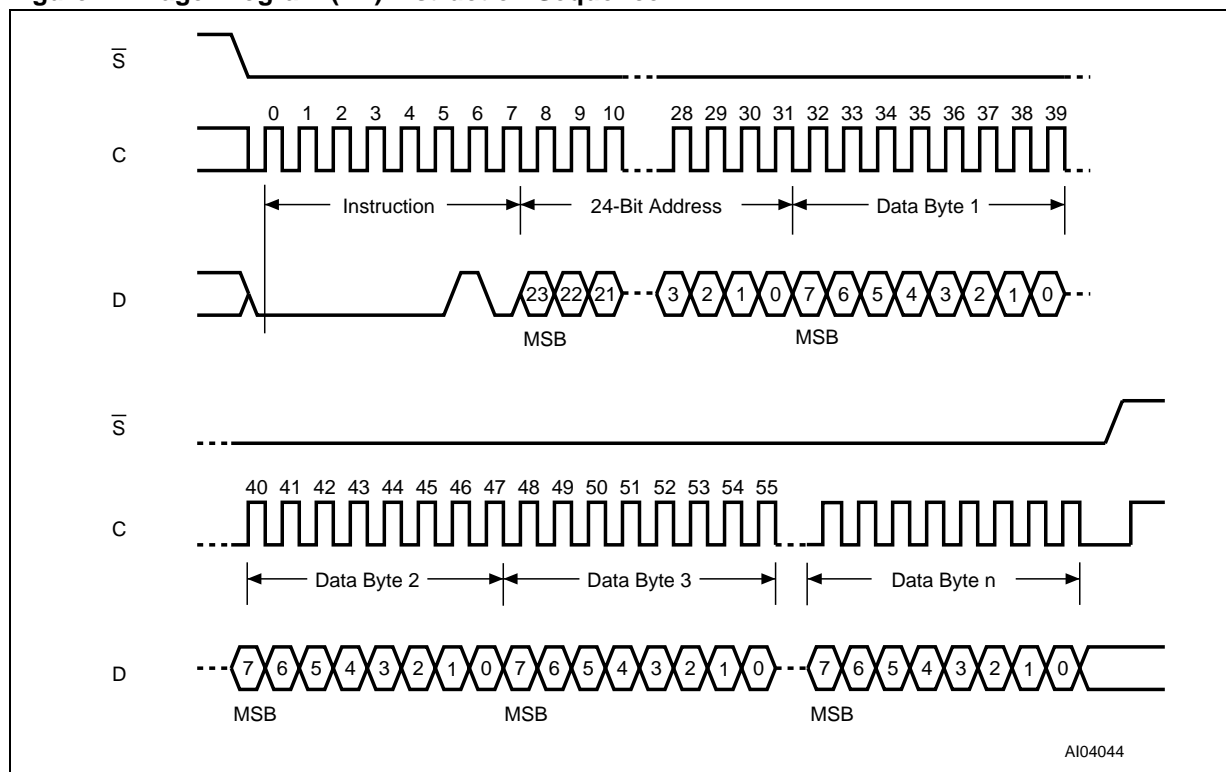 S
0 1 2 3 4 5 6 7 8 9 10 28 29 30 31 32 33 34 35 36 37 38 39
C
Instruction 24-Bit Address Data Byte 1
D 23 22 21 3 2 1 0 7 6 5 4 3 2 1 0
MSB MSB
S
40 41 42 43 44 45 46 47 48 49 50 51 52 53 54 55
C
Data Byte 2 Data Byte 3 Data Byte n
D 7 6 5 4 3 2 1 0 7 6 5 4 3 2 1 0 7 6 5 4 3 2 1 0
MSB MSB MSB
AI04044